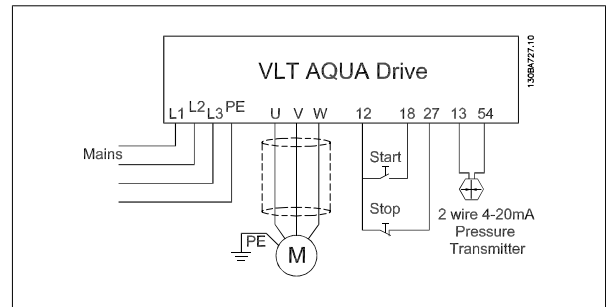 130BA727.10
VLT AQUA Drive
L1 L2 L3 PE U V W 12 18 27 13 54
Mains
Start
Stop
2 wire 4-20mA
Pressure
Transmitter
PE
M